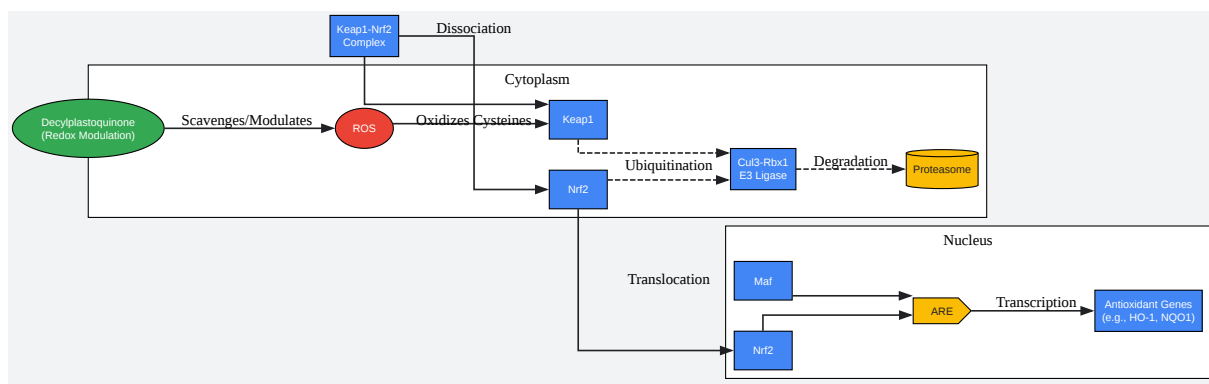 Keap1-Nrf2
Complex
Dissociation
Cytoplasm
Decylplastoquinone
(Redox Modulation)
Scavenges/Modulates
ROS
Oxidizes Cysteines
Keap1
Ubiquitination
Cul3-Rbx1
E3 Ligase
Degradation
Proteasome
Nrf2
Nucleus
Translocation
Maf
ARE
Transcription
Antioxidant Genes
(e.g., HO-1, NQO1)
Nrf2